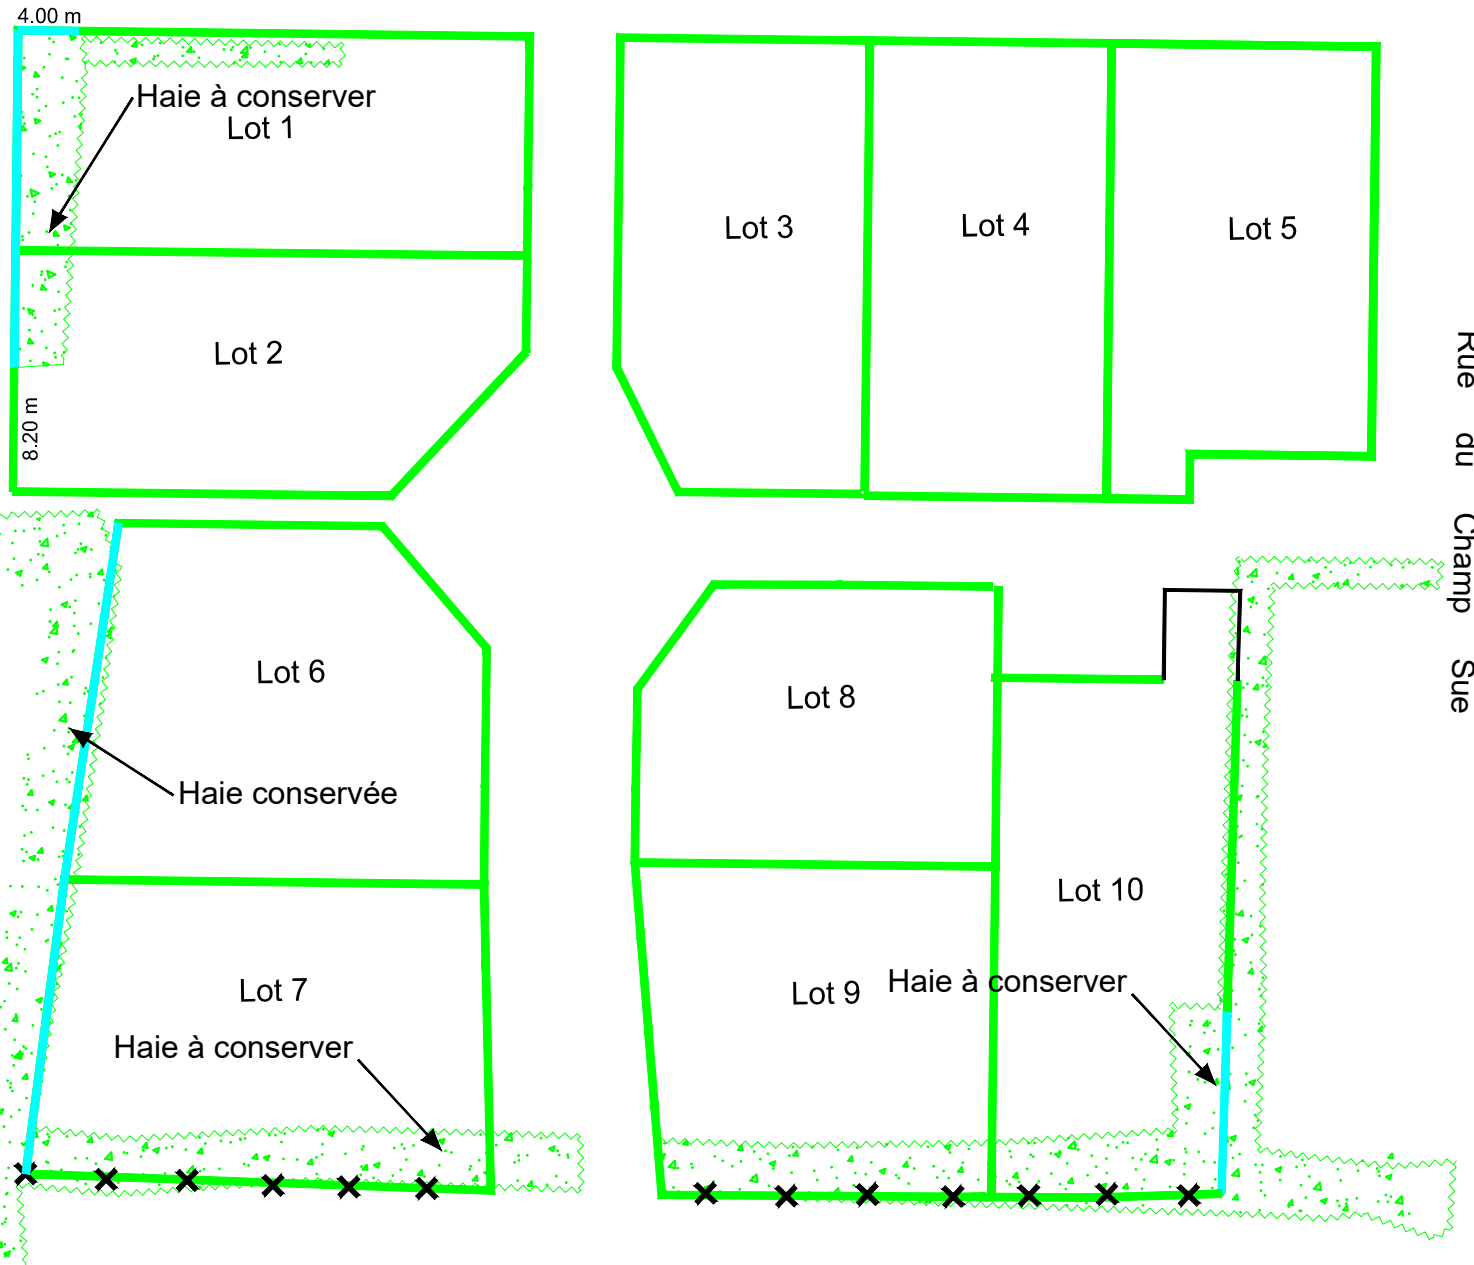 4.00 m
Haie à conserver
Lot 1
Lot 2
8.20 m
Lot 3
Lot 4
Lot 5
Rue du Champ Sue
Lot 6
Haie conservée
Lot 7
Haie à conserver
Lot 8
Lot 9
Lot 10
Haie à conserver